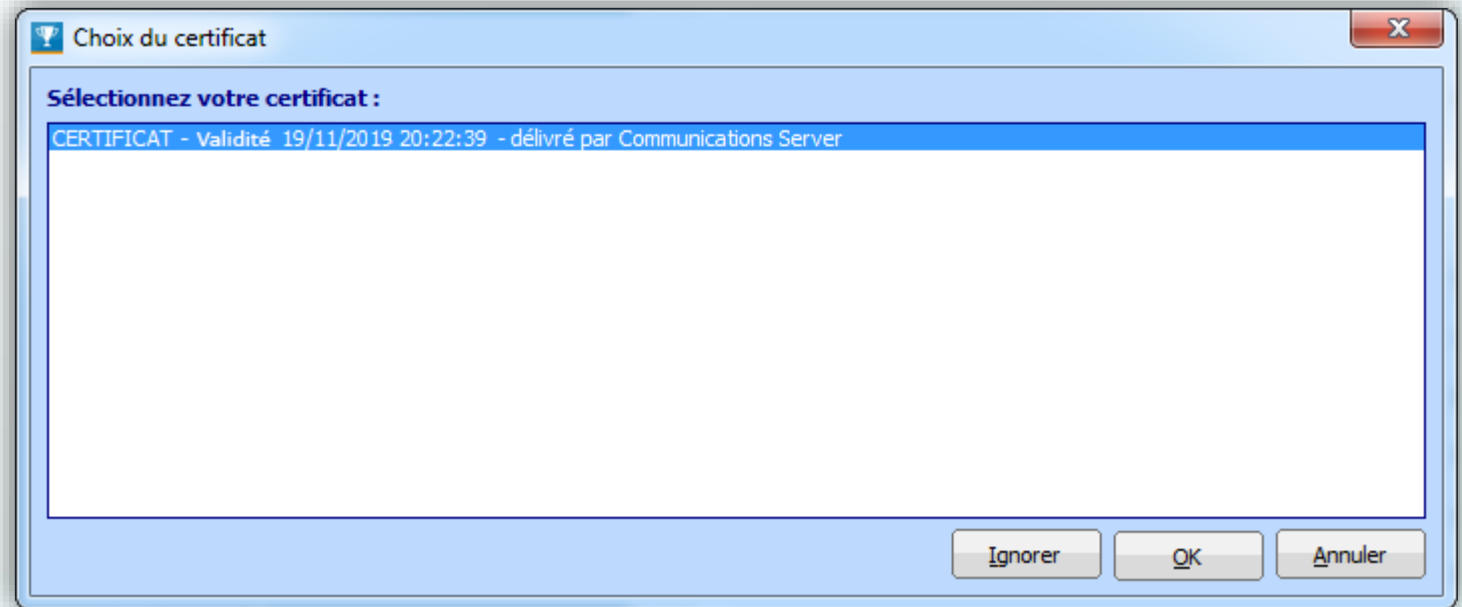 Choix du certificat
Sélectionnez votre certificat :
CERTIFICAT - Validité 19/11/2019 20:22:39 - délivré par Communications Server
Ignorer OK Annuler